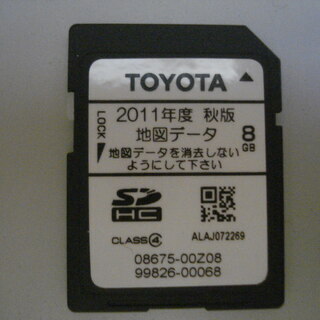 TOYOTA
LOCK
2011年度 秋版
地図データ
8
GB
地図データを消去しない
ようにして下さい
SD
HC
CLASS④
ALAJ072269
08675-00Z08
99826-00068